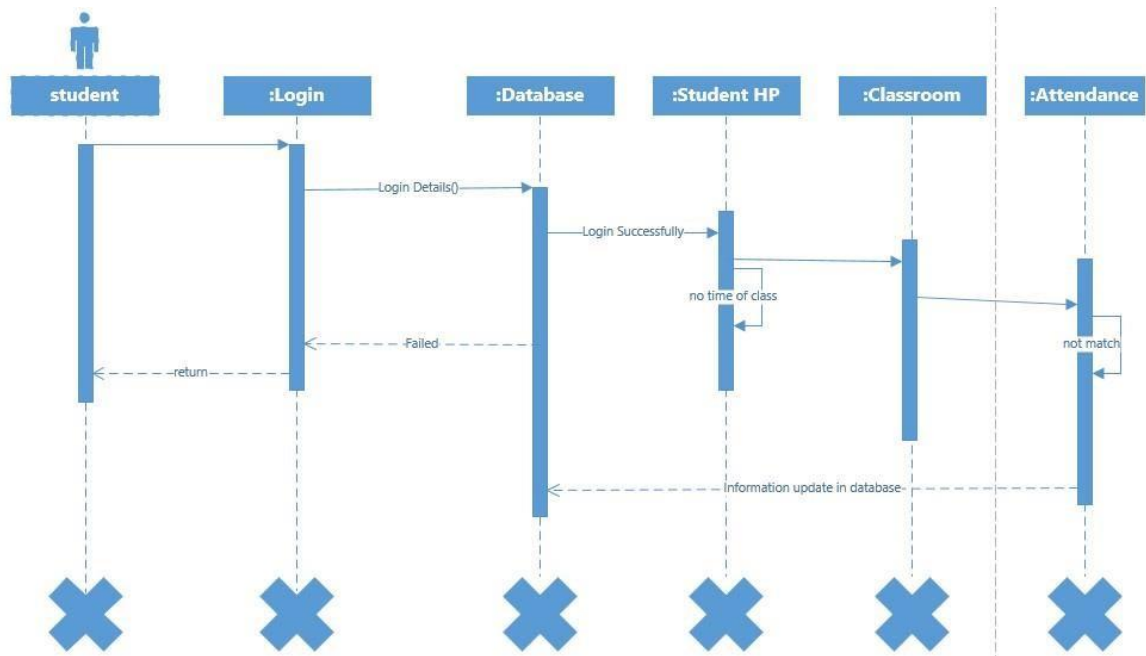 student
:Login
:Database
:Student HP
:Classroom
:Attendance
Login Details()
Login Successfully
no time of class
Failed
not match
return
Information update in database